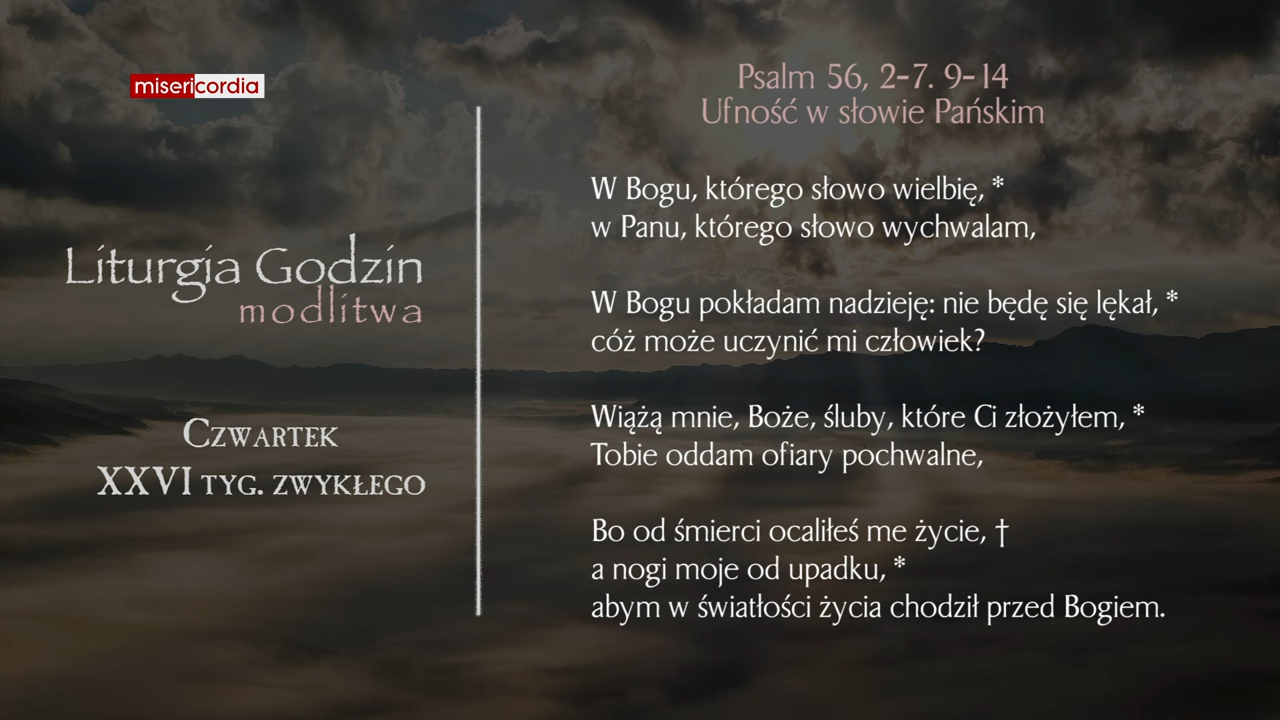 misericordia
Liturgia Godzin
modlitwa
Czwartek
XXVI tyg. zwykłego
Psalm 56, 2-7. 9-14
Ufność w słowie Pańskim
W Bogu, którego słowo wielbię, *
w Panu, którego słowo wychwalam,
W Bogu pokładam nadzieję: nie będę się lękał, *
cóż może uczynić mi człowiek?
Wiążą mnie, Boże, śluby, które Ci złożyłem, *
Tobie oddam ofiary pochwalne,
Bo od śmierci ocaliłeś me życie, †
a nogi moje od upadku, *
abym w światłości życia chodził przed Bogiem.